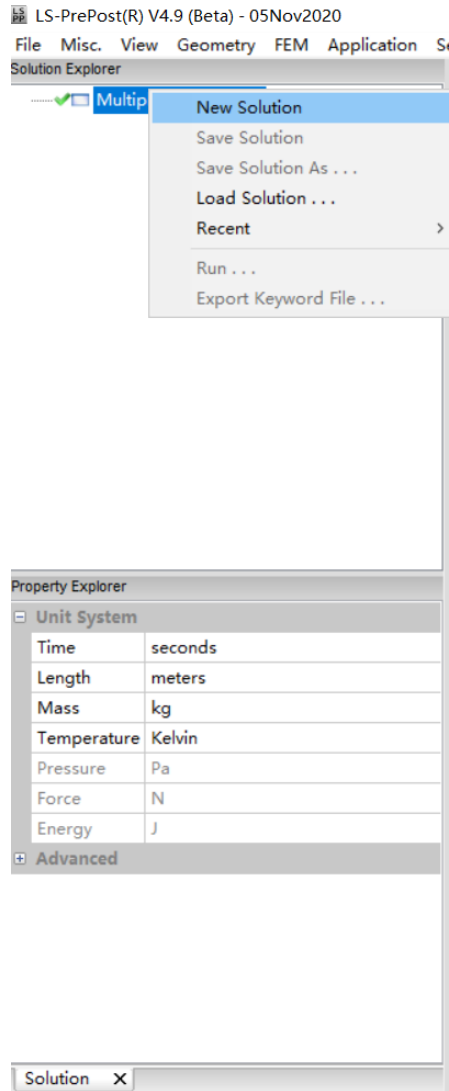 LS-PrePost(R) V4.9 (Beta) - 05Nov2020
File Misc. View Geometry FEM Application
Solution Explorer
Multip
New Solution
Save Solution
Save Solution As . . .
Load Solution . . .
Recent
Run . . .
Export Keyword File . . .
Property Explorer
Unit System
Time seconds
Length meters
Mass kg
Temperature Kelvin
Pressure Pa
Force N
Energy J
Advanced
Solution X